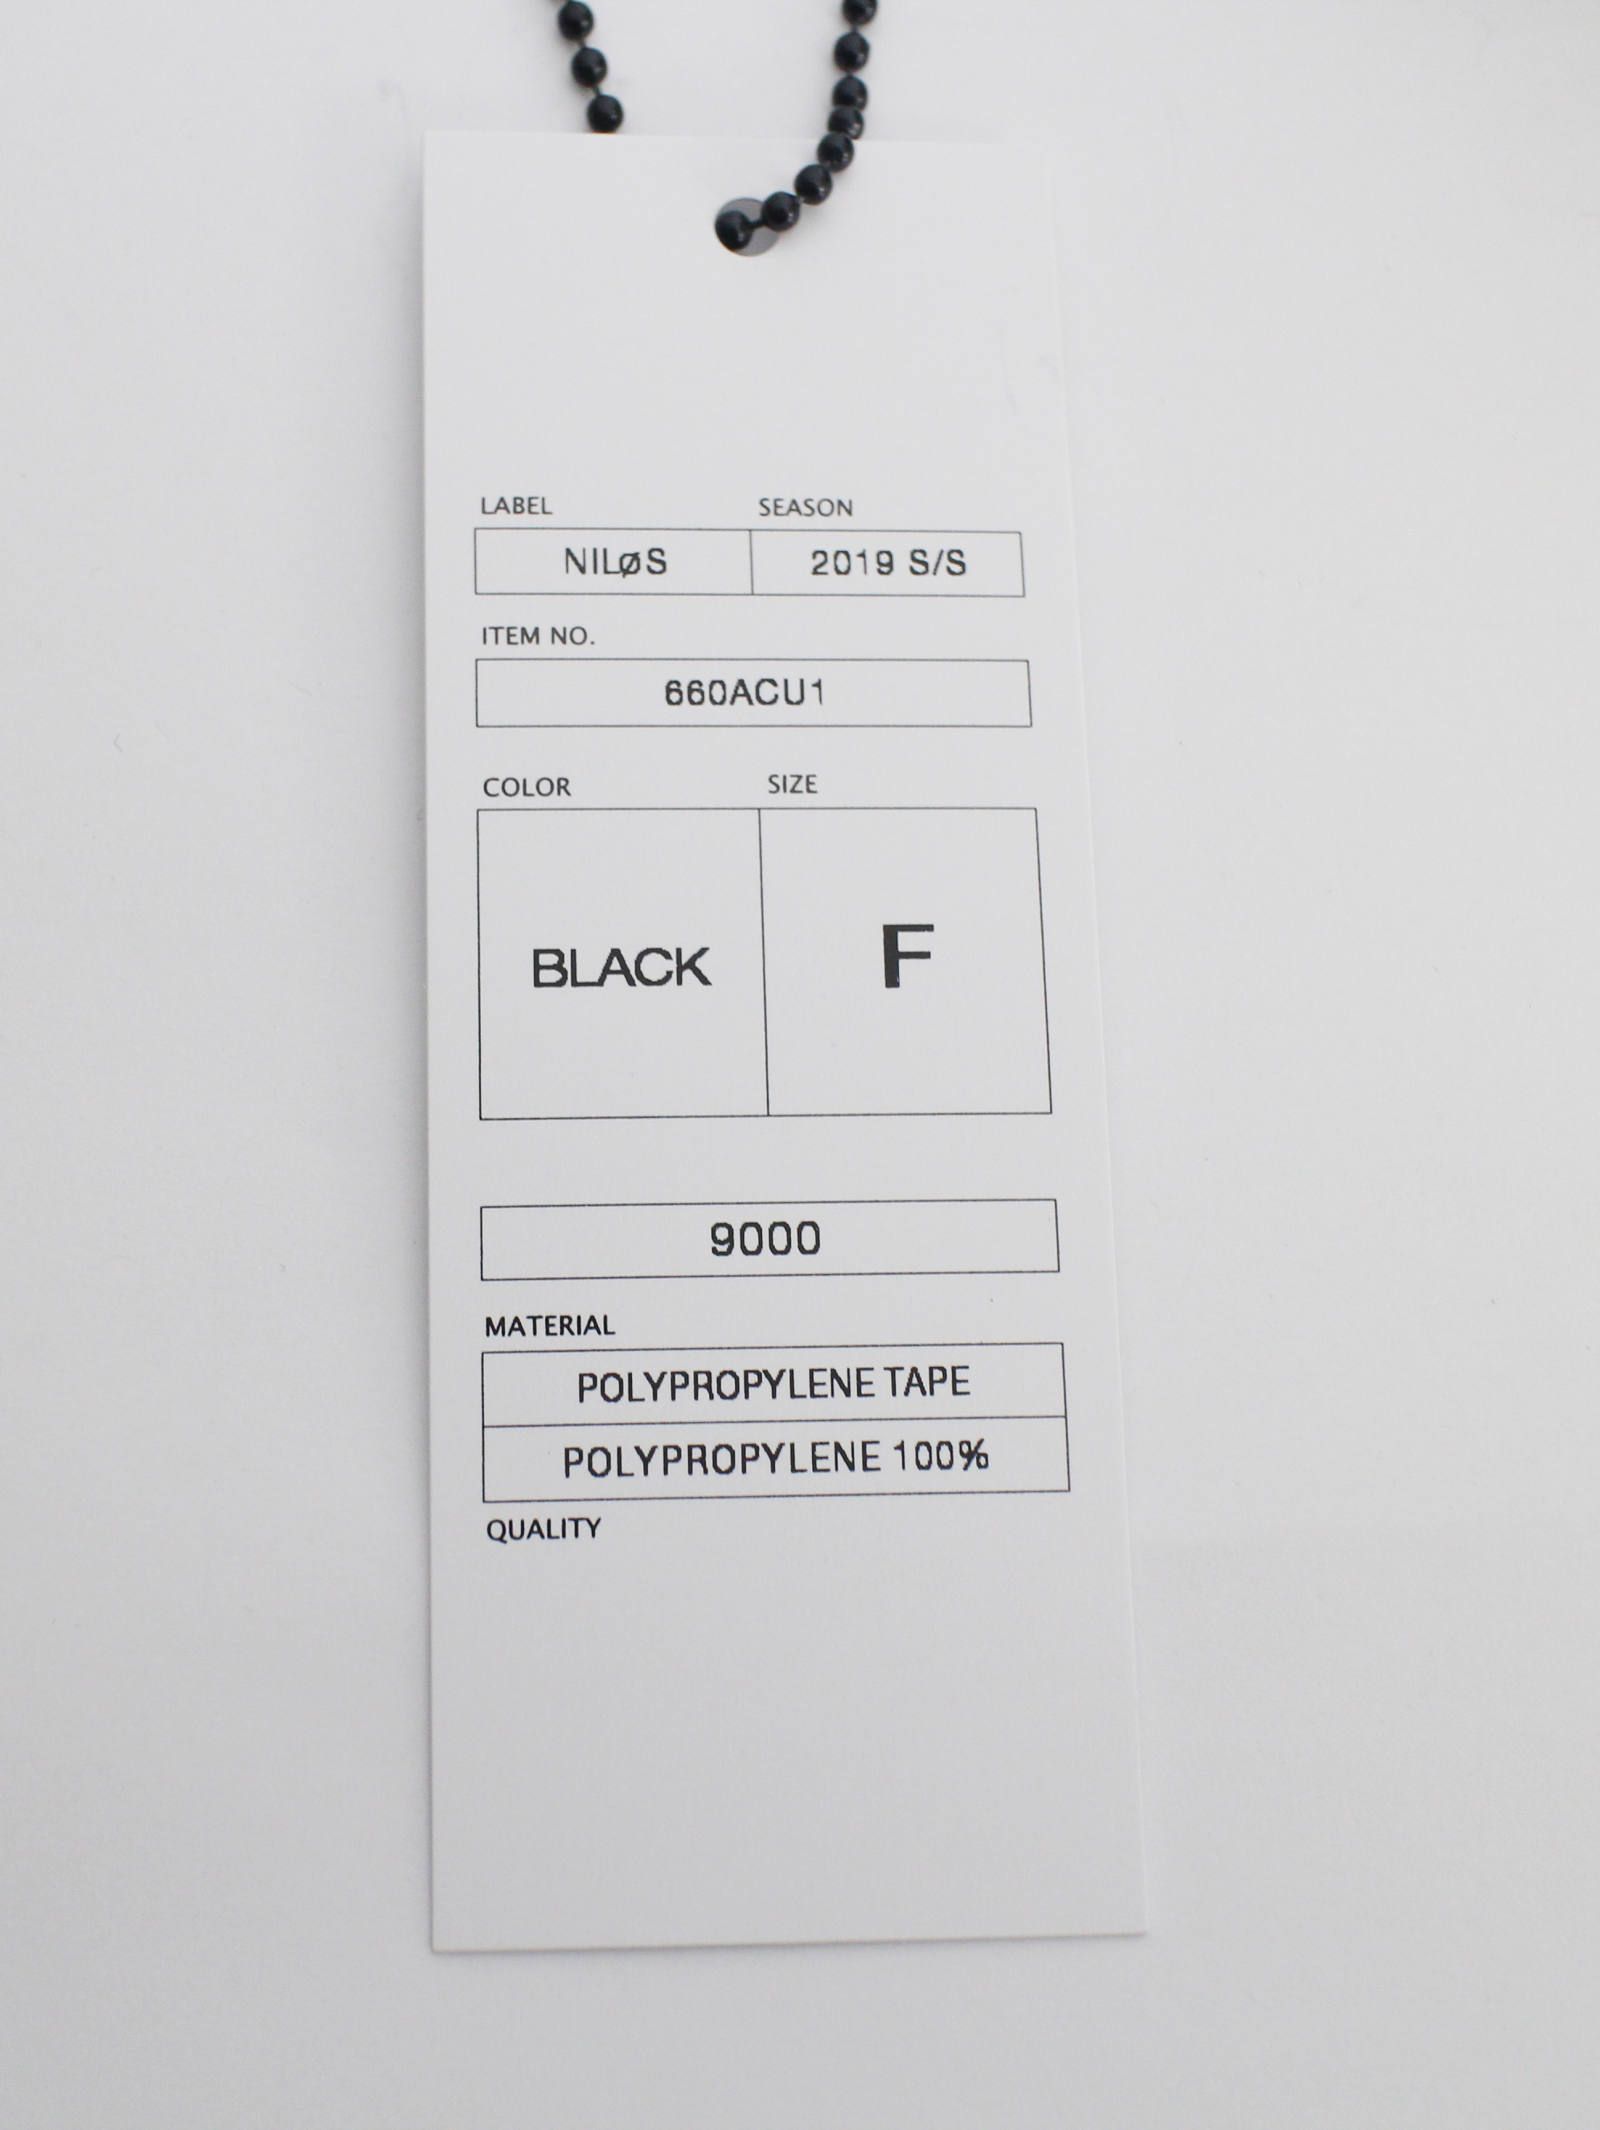 LABEL SEASON
NILøS 2019 S/S
ITEM NO.
660ACU1
COLOR SIZE
BLACK F
9000
MATERIAL
POLYPROPYLENE TAPE
POLYPROPYLENE 100%
QUALITY